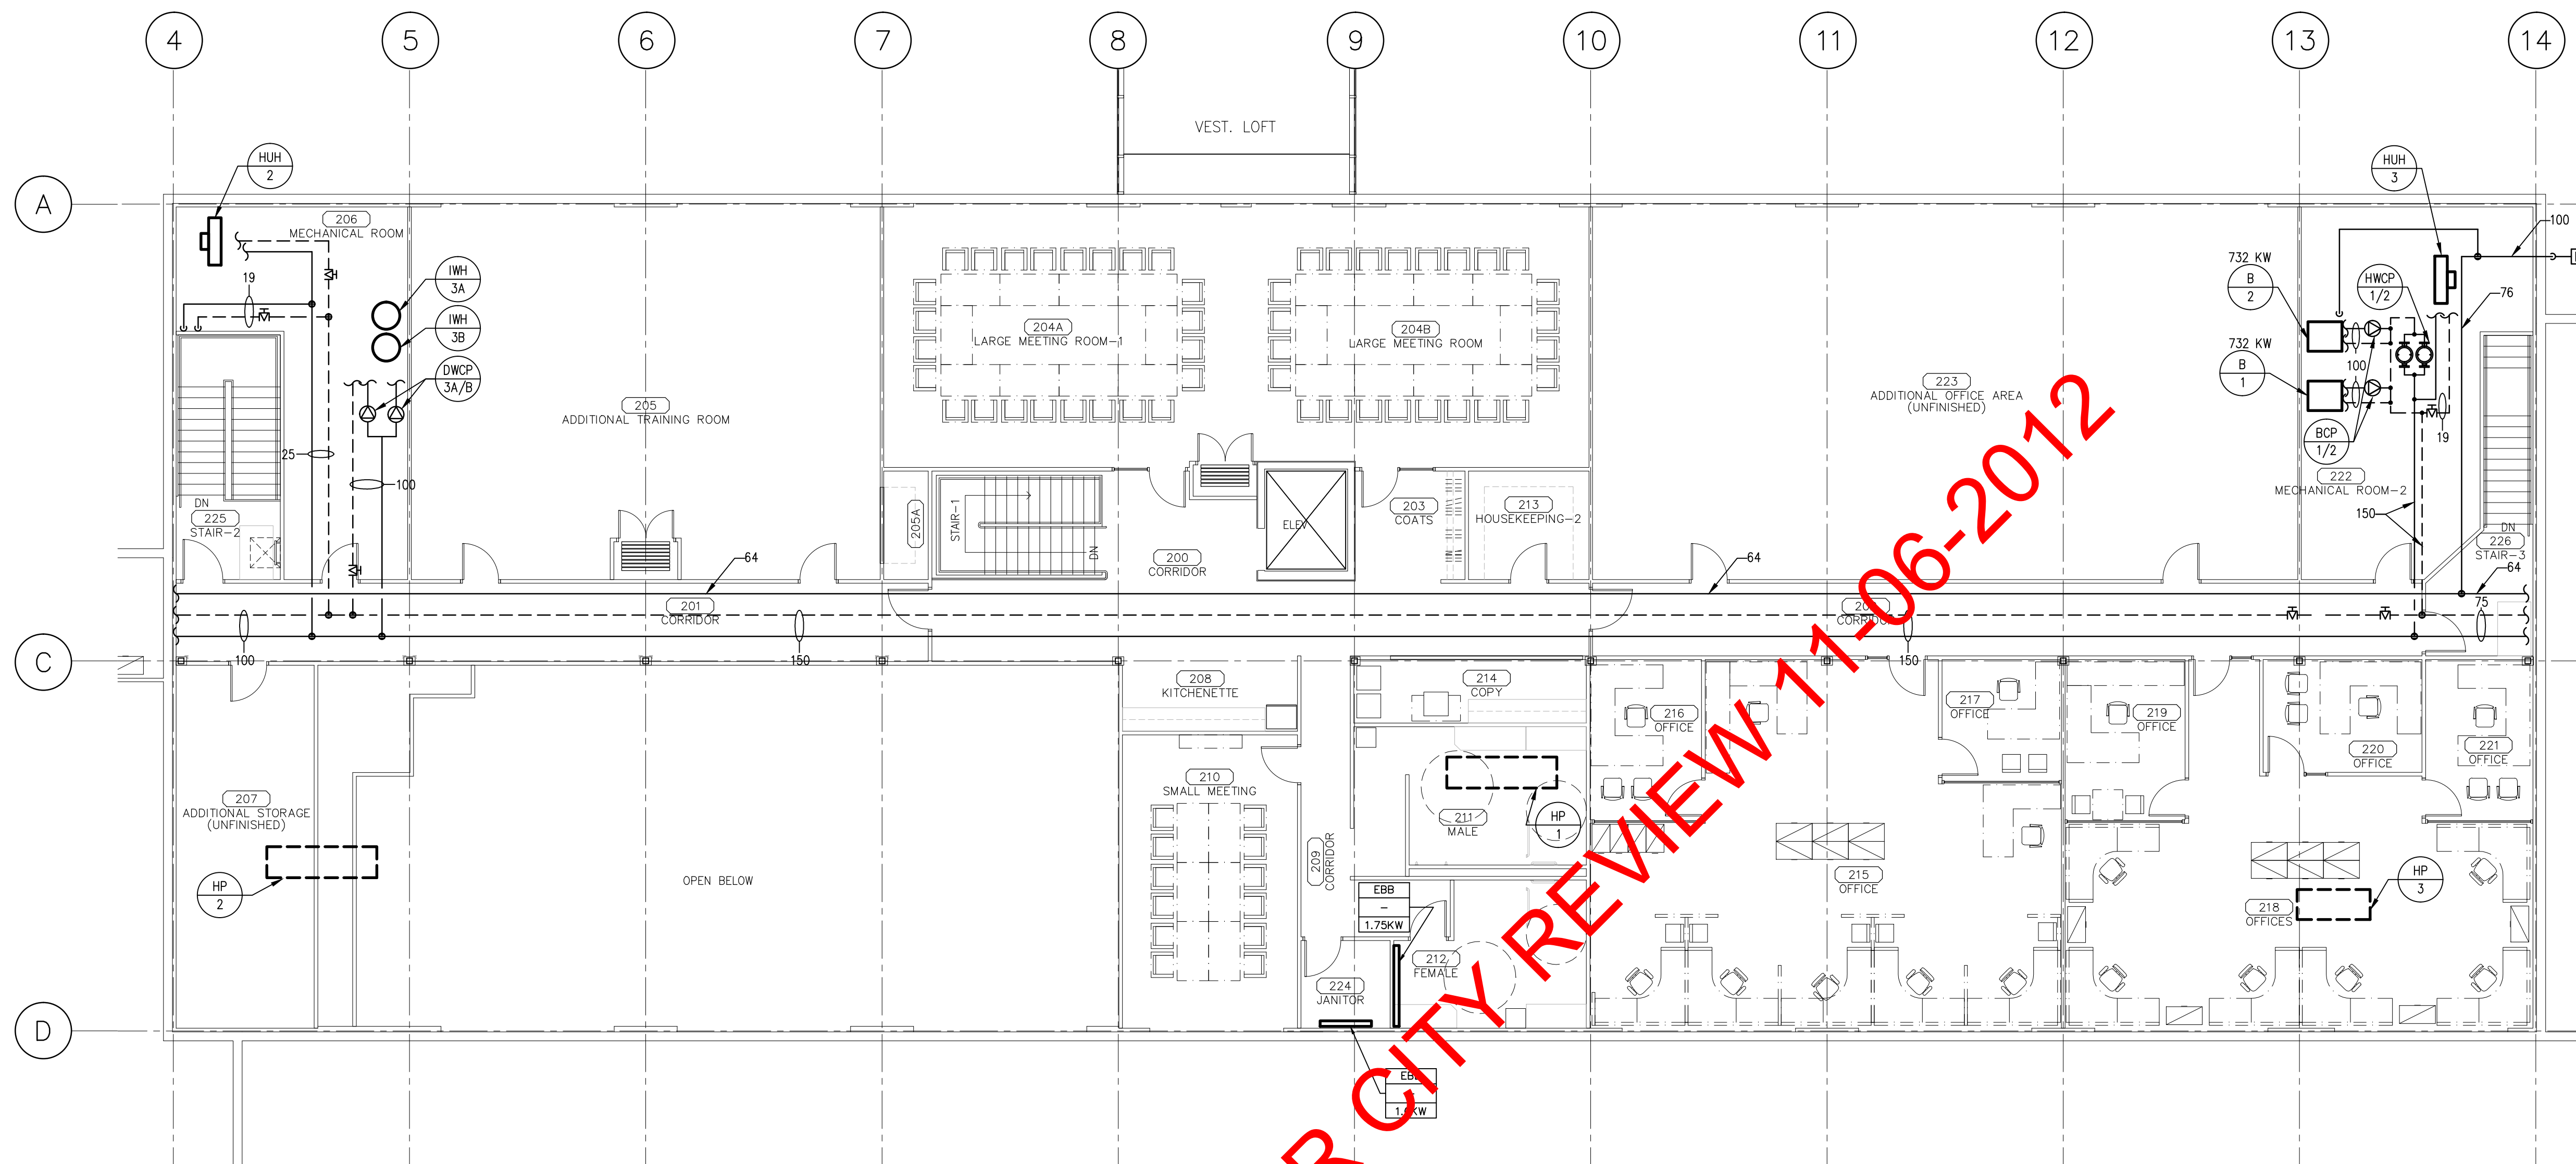 4 5 6 7 8 9 10 11 12 13 14
VEST. LOFT
A
C
D
HUH
2
206
MECHANICAL ROOM
19
IWH
3A
IWH
3B
DWCP
3A/B
25
100
DN
225
STAIR-2
205
ADDITIONAL TRAINING ROOM
64
201
CORRIDOR
100
150
204A
LARGE MEETING ROOM-1
204B
LARGE MEETING ROOM
205A
STAIR-1
DN
200
CORRIDOR
ELEV
203
COATS
213
HOUSEKEEPING-2
64
223
ADDITIONAL OFFICE AREA
(UNFINISHED)
HUH
3
100
732 KW
B
2
732 KW
B
1
HWCP
1/2
76
100
BCP
1/2
19
222
MECHANICAL ROOM-2
150
DN
226
STAIR-3
64
75
CORRIDOR
150
207
ADDITIONAL STORAGE
(UNFINISHED)
HP
2
OPEN BELOW
208
KITCHENETTE
210
SMALL MEETING
209
CORRIDOR
214
COPY
211
MALE
HP
1
EBB
-
1.75KW
212
FEMALE
224
JANITOR
216
OFFICE
217
OFFICE
219
OFFICE
220
OFFICE
221
OFFICE
215
OFFICE
218
OFFICES
HP
3
CITY REVIEW 11-06-2012